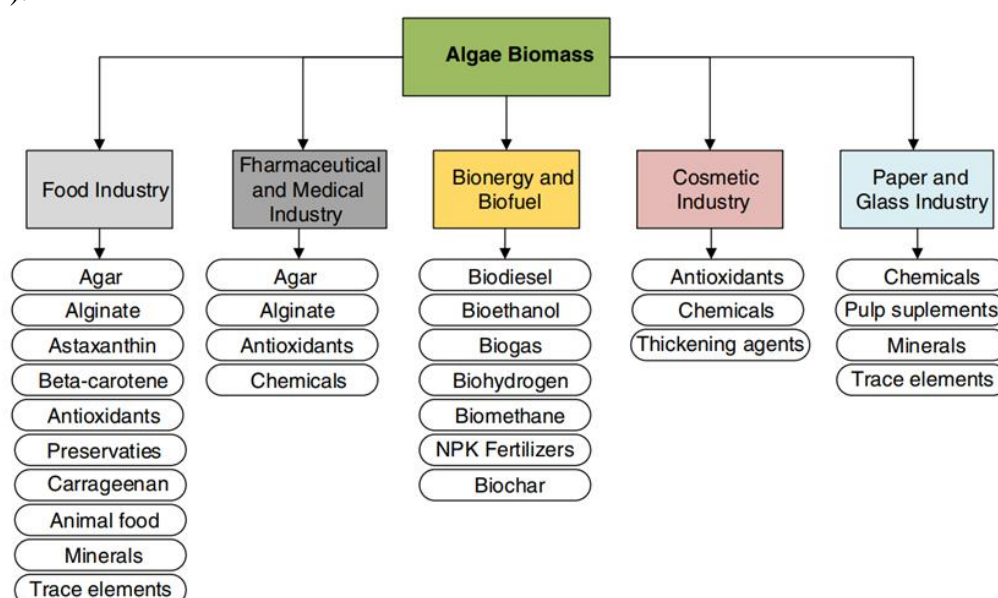 ).
Algae Biomass
Food Industry
Fharmaceutical
and Medical
Industry
Bionergy and
Biofuel
Cosmetic
Industry
Paper and
Glass Industry
Agar
Alginate
Astaxanthin
Beta-carotene
Antioxidants
Preservaties
Carrageenan
Animal food
Minerals
Trace elements
Agar
Alginate
Antioxidants
Chemicals
Biodiesel
Bioethanol
Biogas
Biohydrogen
Biomethane
NPK Fertilizers
Biochar
Antioxidants
Chemicals
Thickening agents
Chemicals
Pulp suplements
Minerals
Trace elements